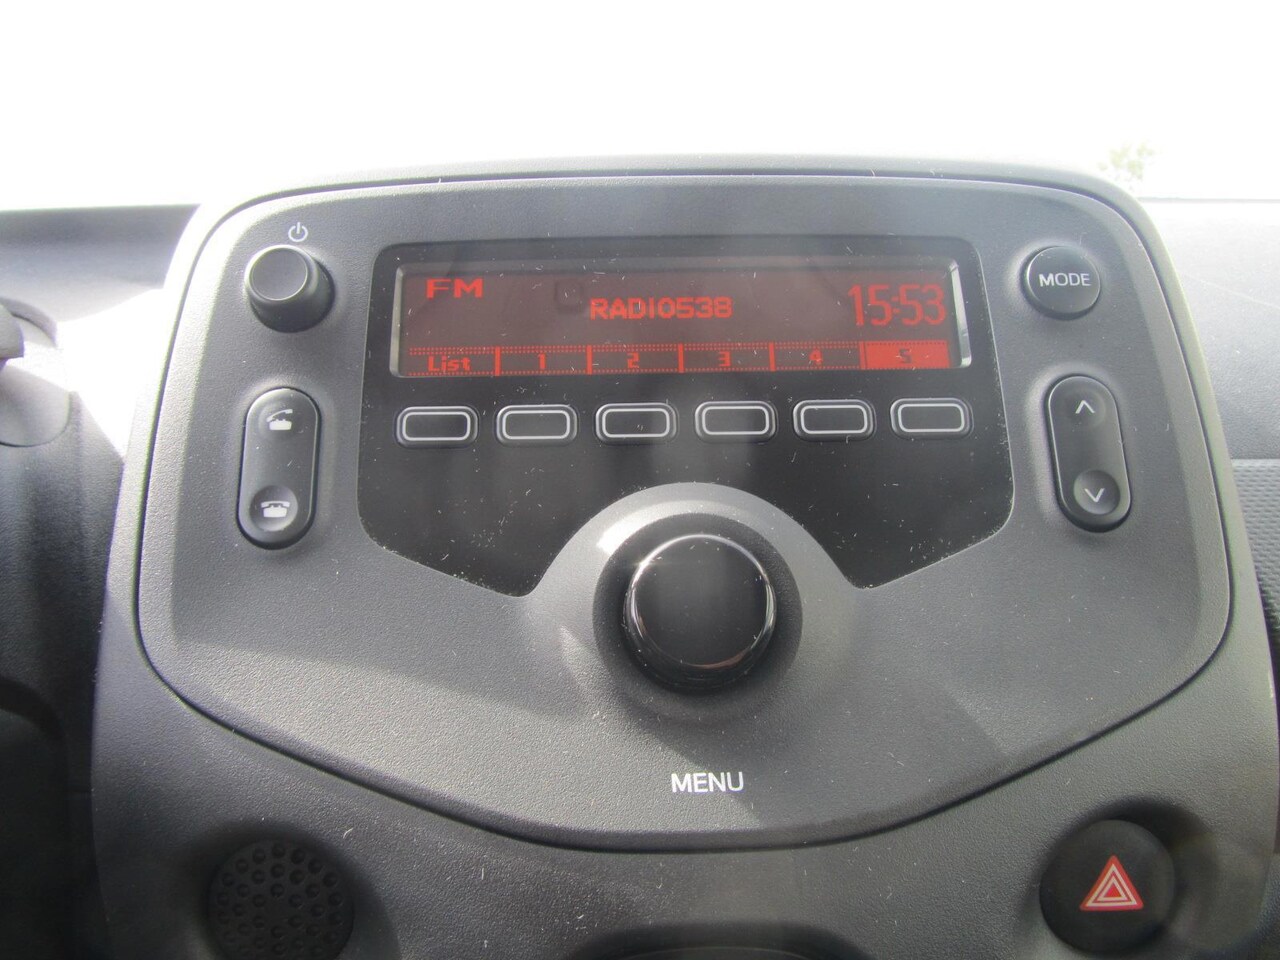 FM
RADIO538
15:53
MODE
List 1 2 3 4 5
MENU